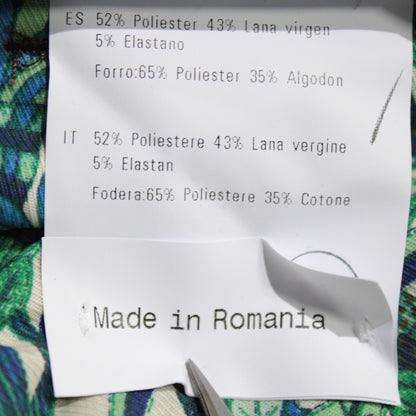 ES 52% Poliester 43% Lana virgen
5% Elastano
Forro:65% Poliester 35% Algodon
IT 52% Poliestere 43% Lana vergine
5% Elastan
Fodera:65% Poliestere 35% Cotone
Made in Romania